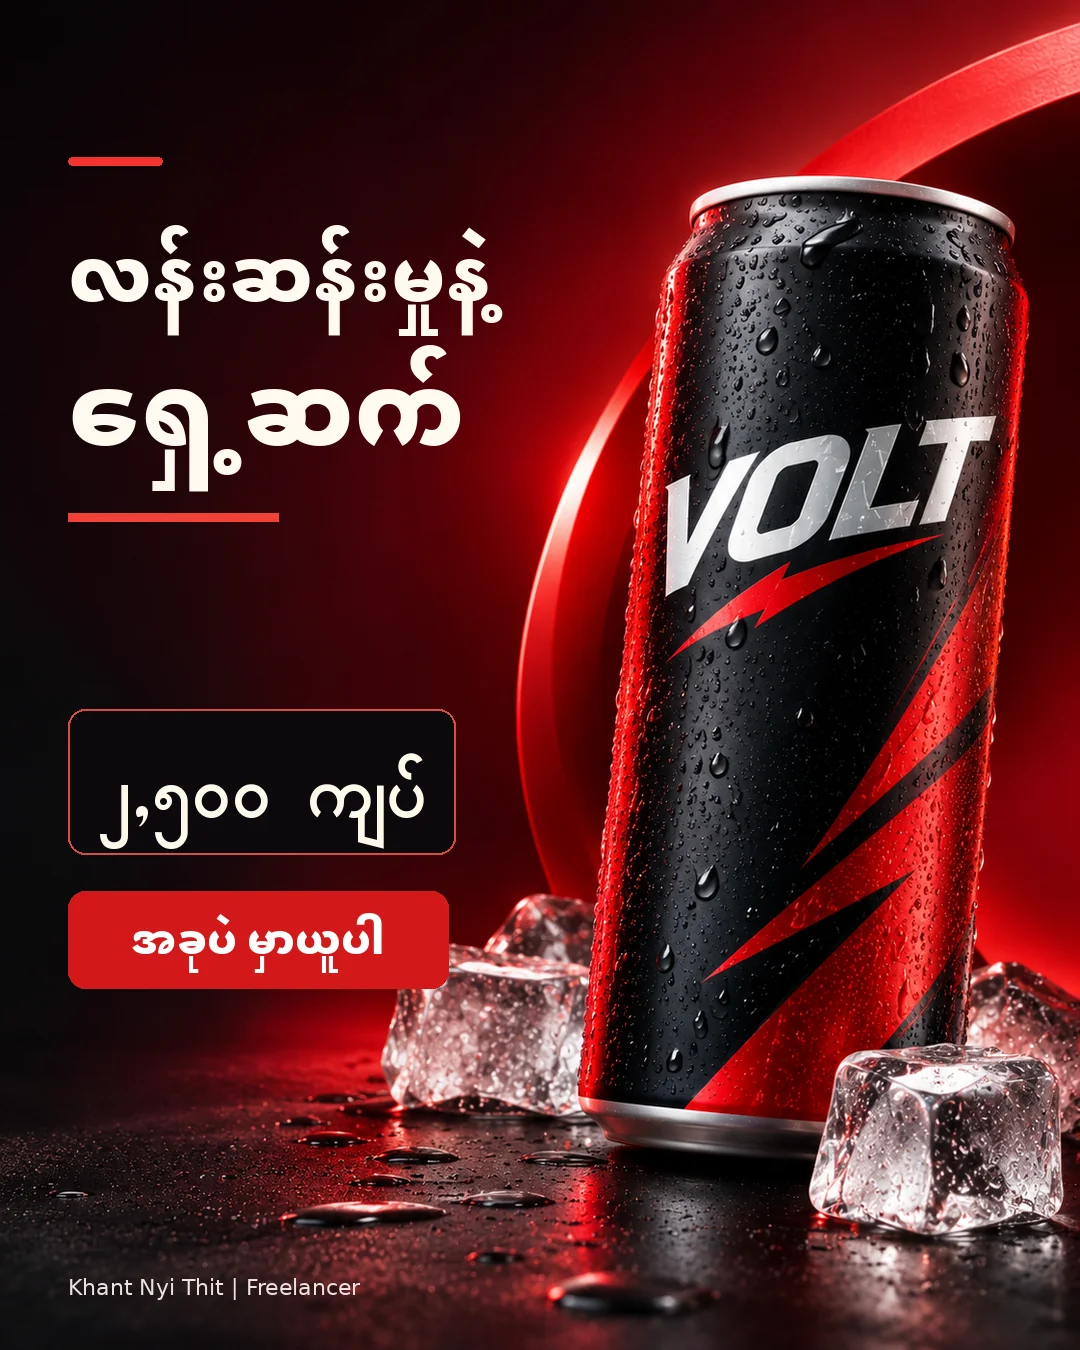 လန်းဆန်းမှုနဲ့
ရှေ့ဆက်
VOLT
၂,၅၀၀ ကျပ်
အခုပဲ မှာယူပါ
Khant Nyi Thit | Freelancer